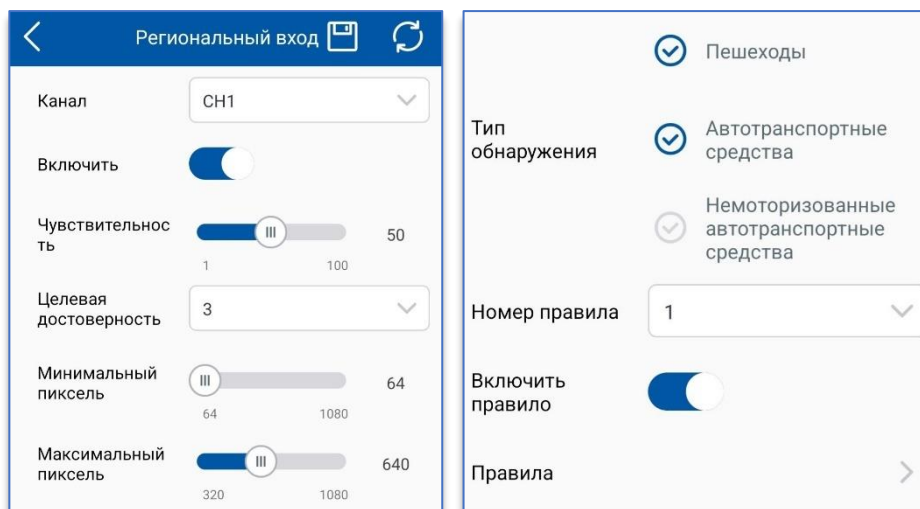 Региональный вход
Канал
CH1
Включить
Чувствительнос
ть
50
1
100
Целевая
достоверность
3
Минимальный
пиксель
64
64
1080
Максимальный
пиксель
640
320
1080
Пешеходы
Тип
обнаружения
Автотранспортные
средства
Немоторизованные
автотранспортные
средства
Номер правила
1
Включить
правило
Правила